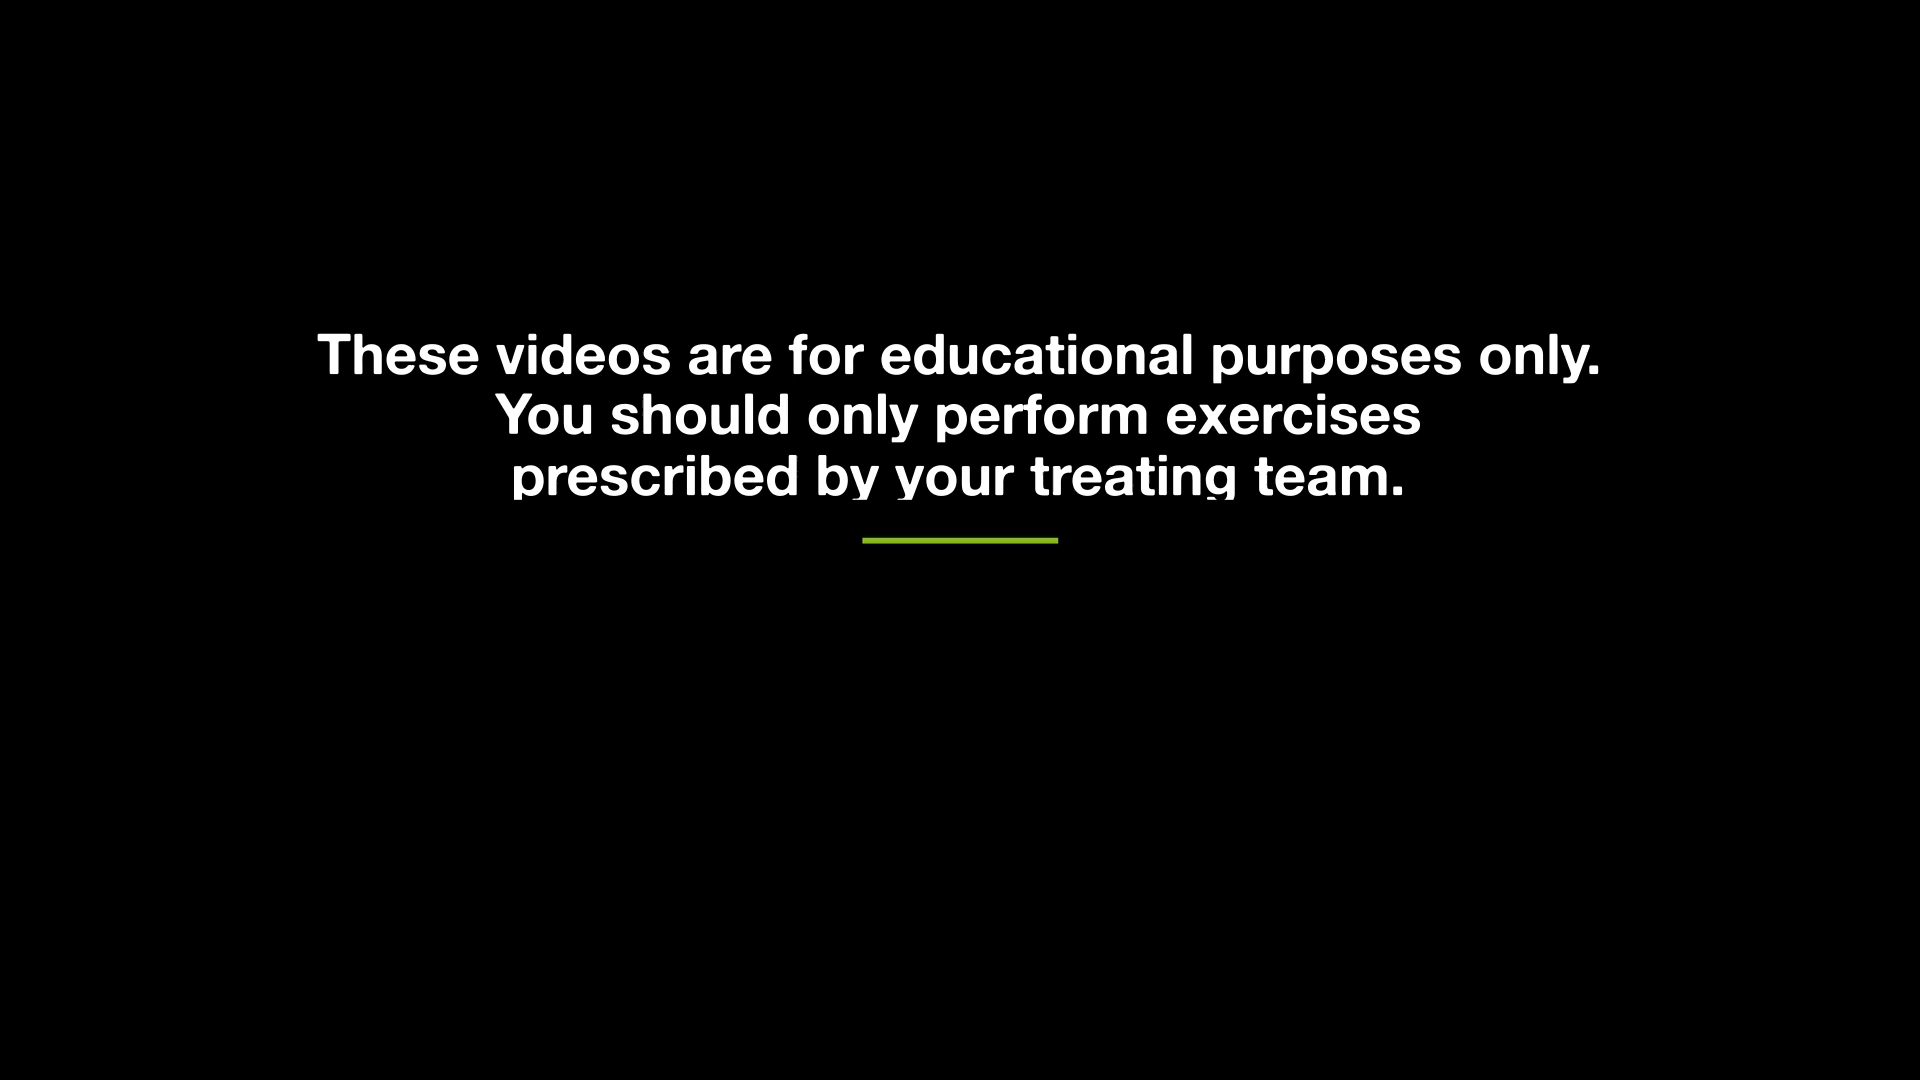 These videos are for educational purposes only.
You should only perform exercises
prescribed by your treating team.